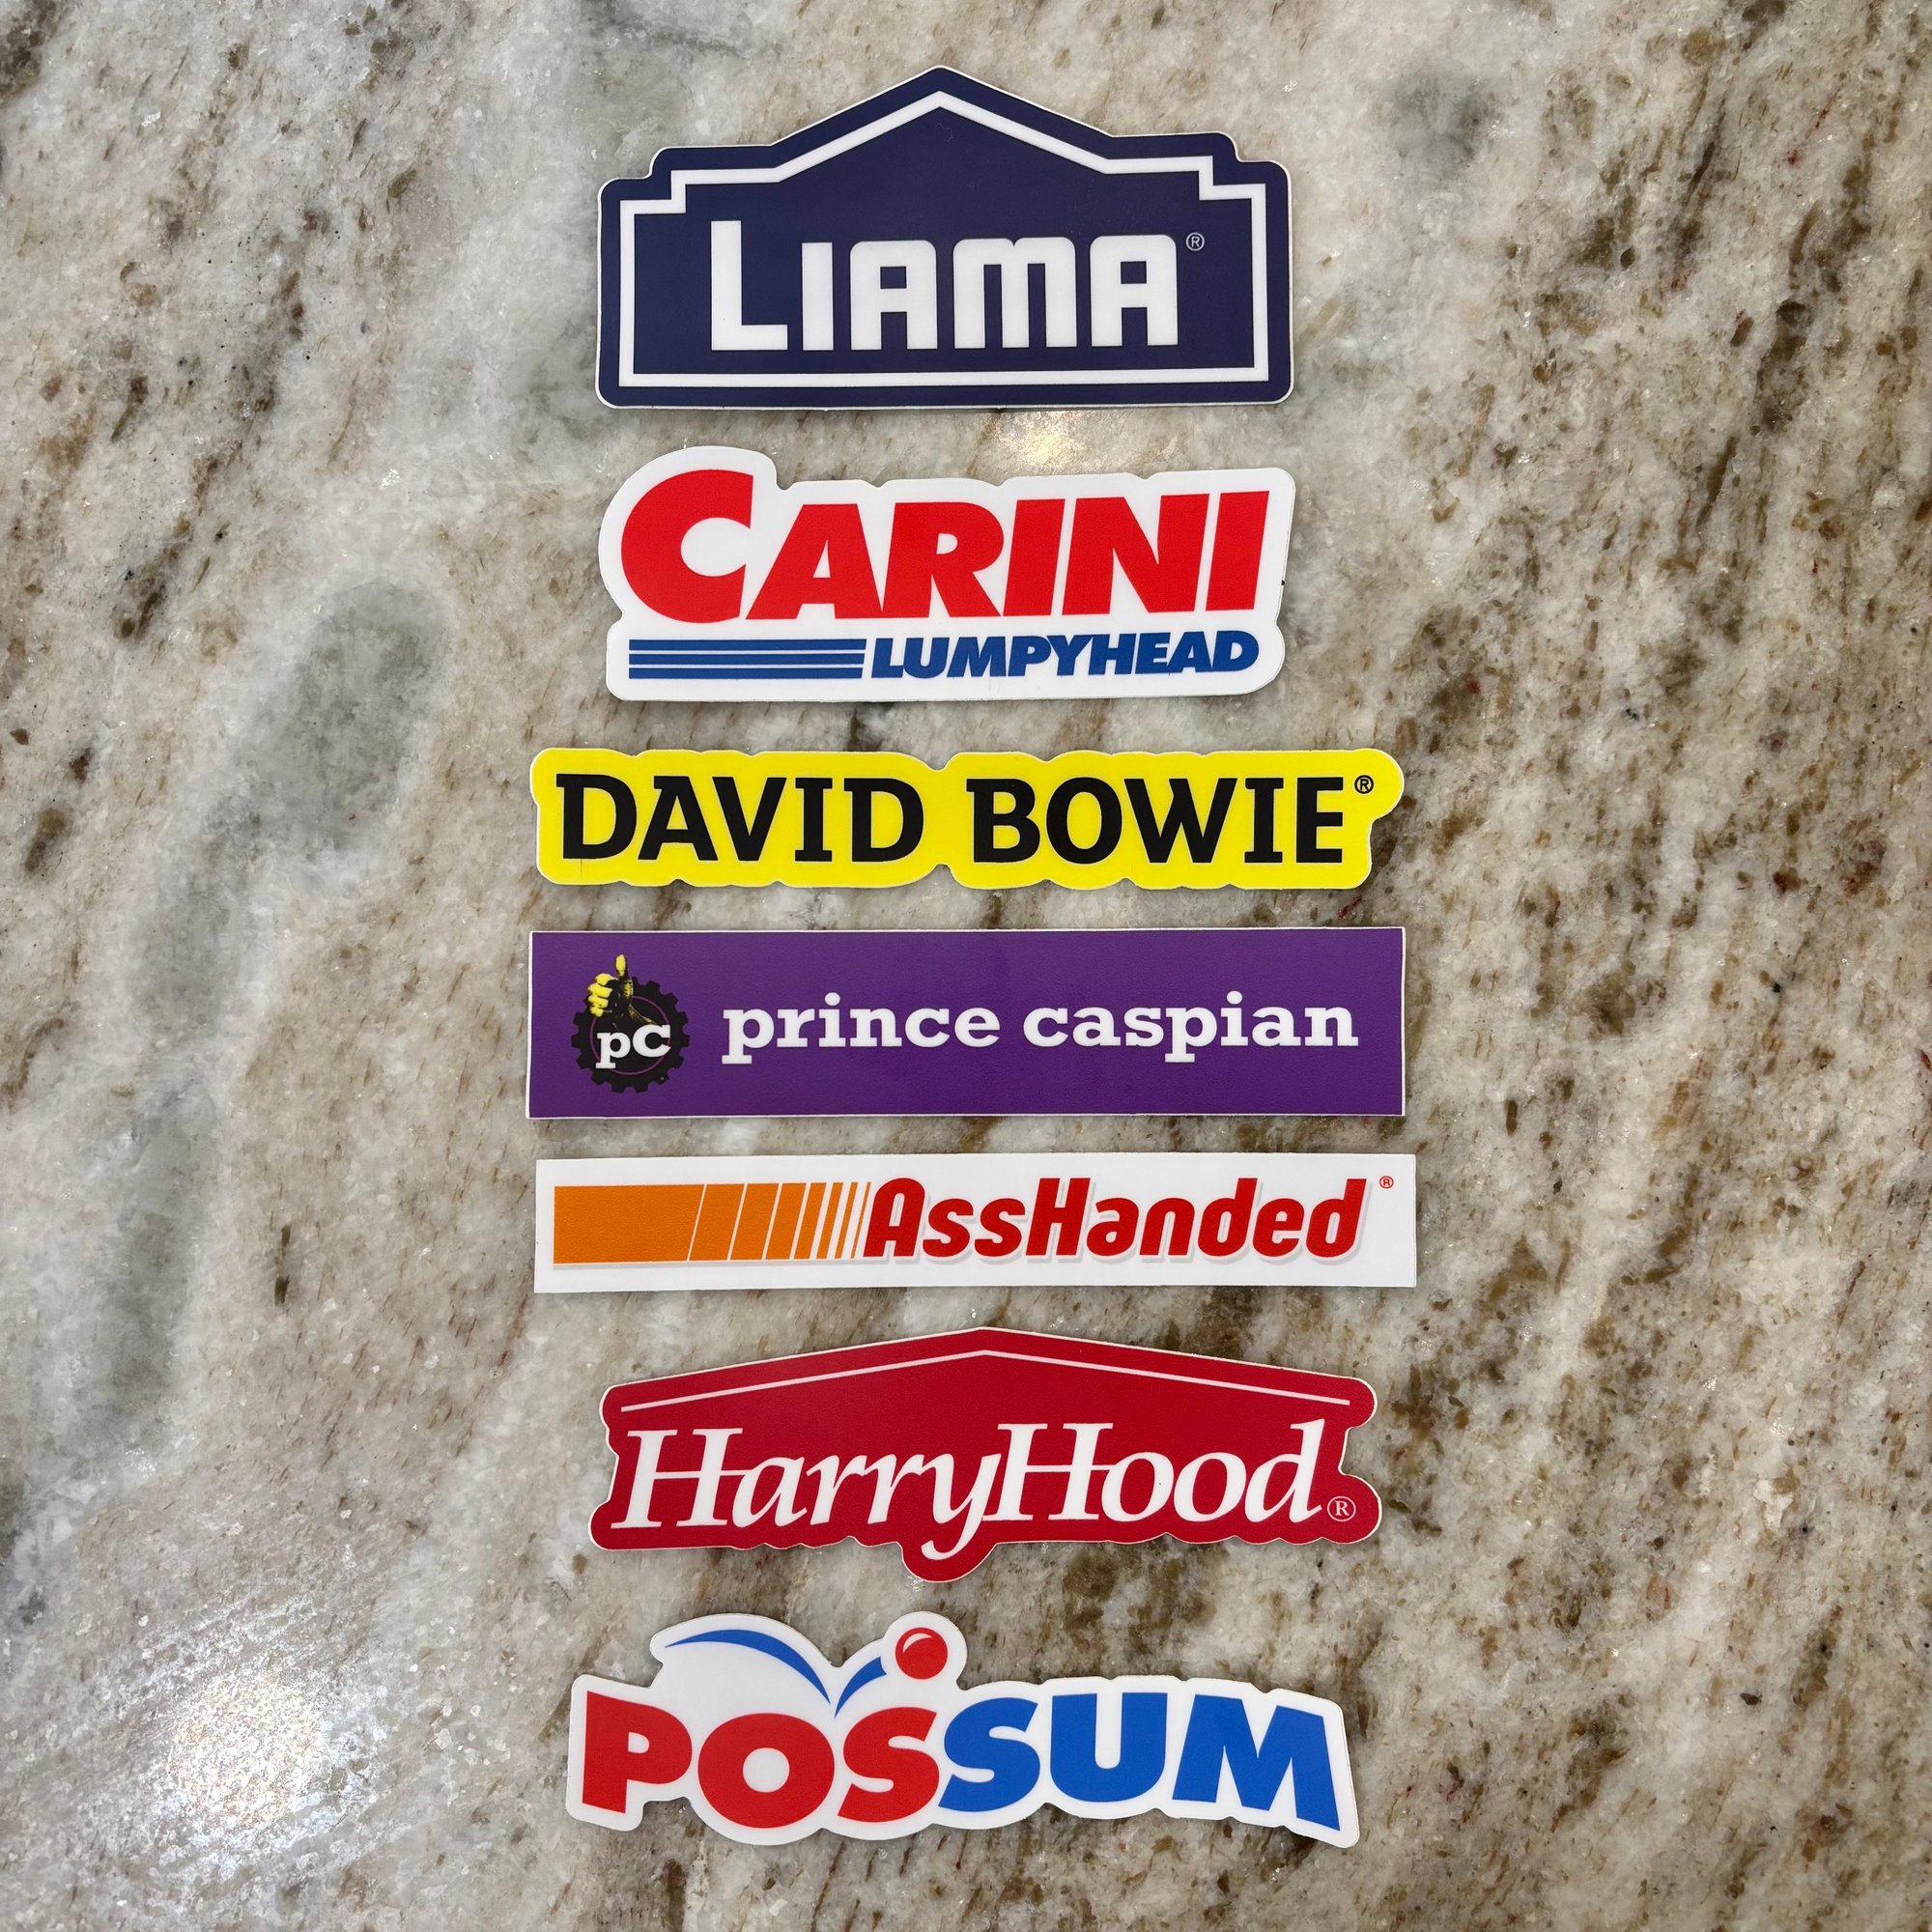 LIAMA®
CARINI
LUMPYHEAD
DAVID BOWIE®
pc prince caspian
AssHanded®
HarryHood®
POSSUM